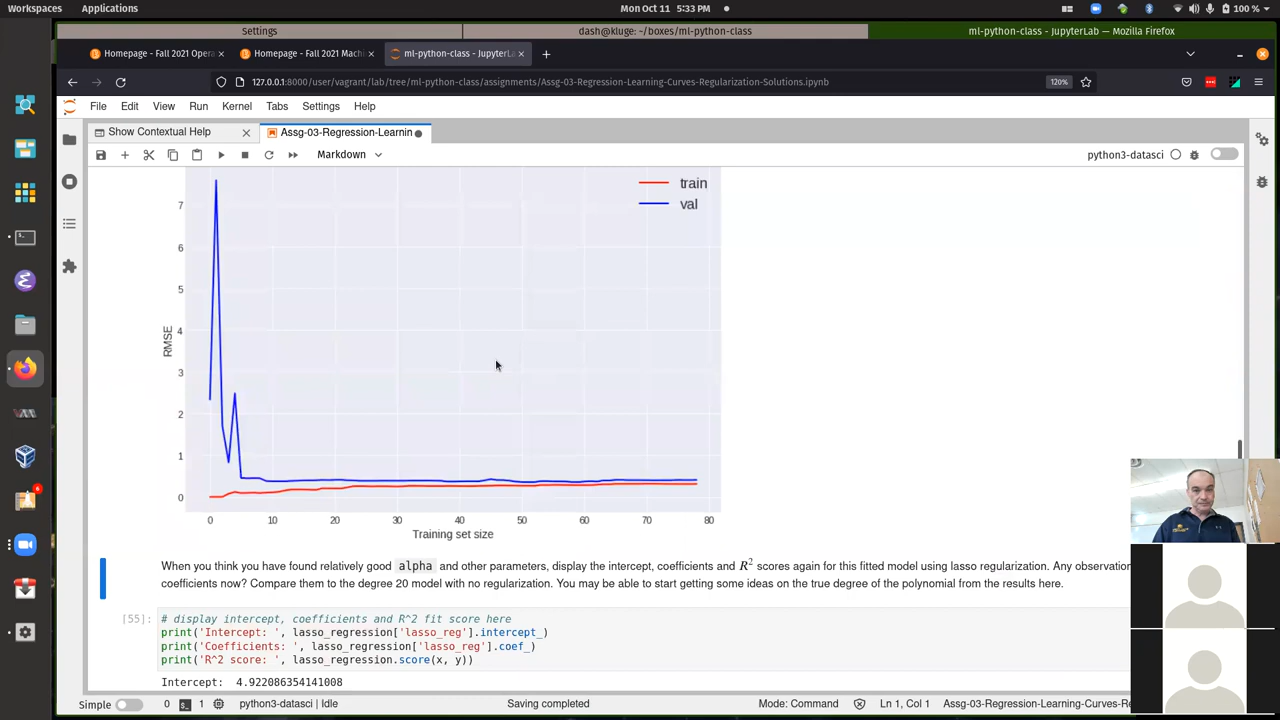 Workspaces Applications Mon Oct 11 5:33 PM 100 %
Settings dash@kluge: ~/boxes/ml-python-class ml-python-class - JupyterLab — Mozilla Firefox
Homepage - Fall 2021 Opera Homepage - Fall 2021 Machi ml-python-class - JupyterLab
127.0.0.1:8000/user/vagrant/lab/tree/ml-python-class/assignments/Assg-03-Regression-Learning-Curves-Regularization-Solutions.ipynb 120%
File Edit View Run Kernel Tabs Settings Help
Show Contextual Help Assg-03-Regression-Learnin
Markdown python3-datasci
train
val
7
6
5
4
3
2
1
0
RMSE
0 10 20 30 40 50 60 70 80
Training set size
When you think you have found relatively good alpha and other parameters, display the intercept, coefficients and R² scores again for this fitted model using lasso regularization. Any observation
coefficients now? Compare them to the degree 20 model with no regularization. You may be able to start getting some ideas on the true degree of the polynomial from the results here.
[55]: # display intercept, coefficients and R^2 fit score here
print('Intercept: ', lasso_regression['lasso_reg'].intercept_)
print('Coefficients: ', lasso_regression['lasso_reg'].coef_)
print('R^2 score: ', lasso_regression.score(x, y))
Intercept: 4.922086354141008
Simple 0 1 python3-datasci | Idle Saving completed Mode: Command Ln 1, Col 1 Assg-03-Regression-Learning-Curves-Re
6